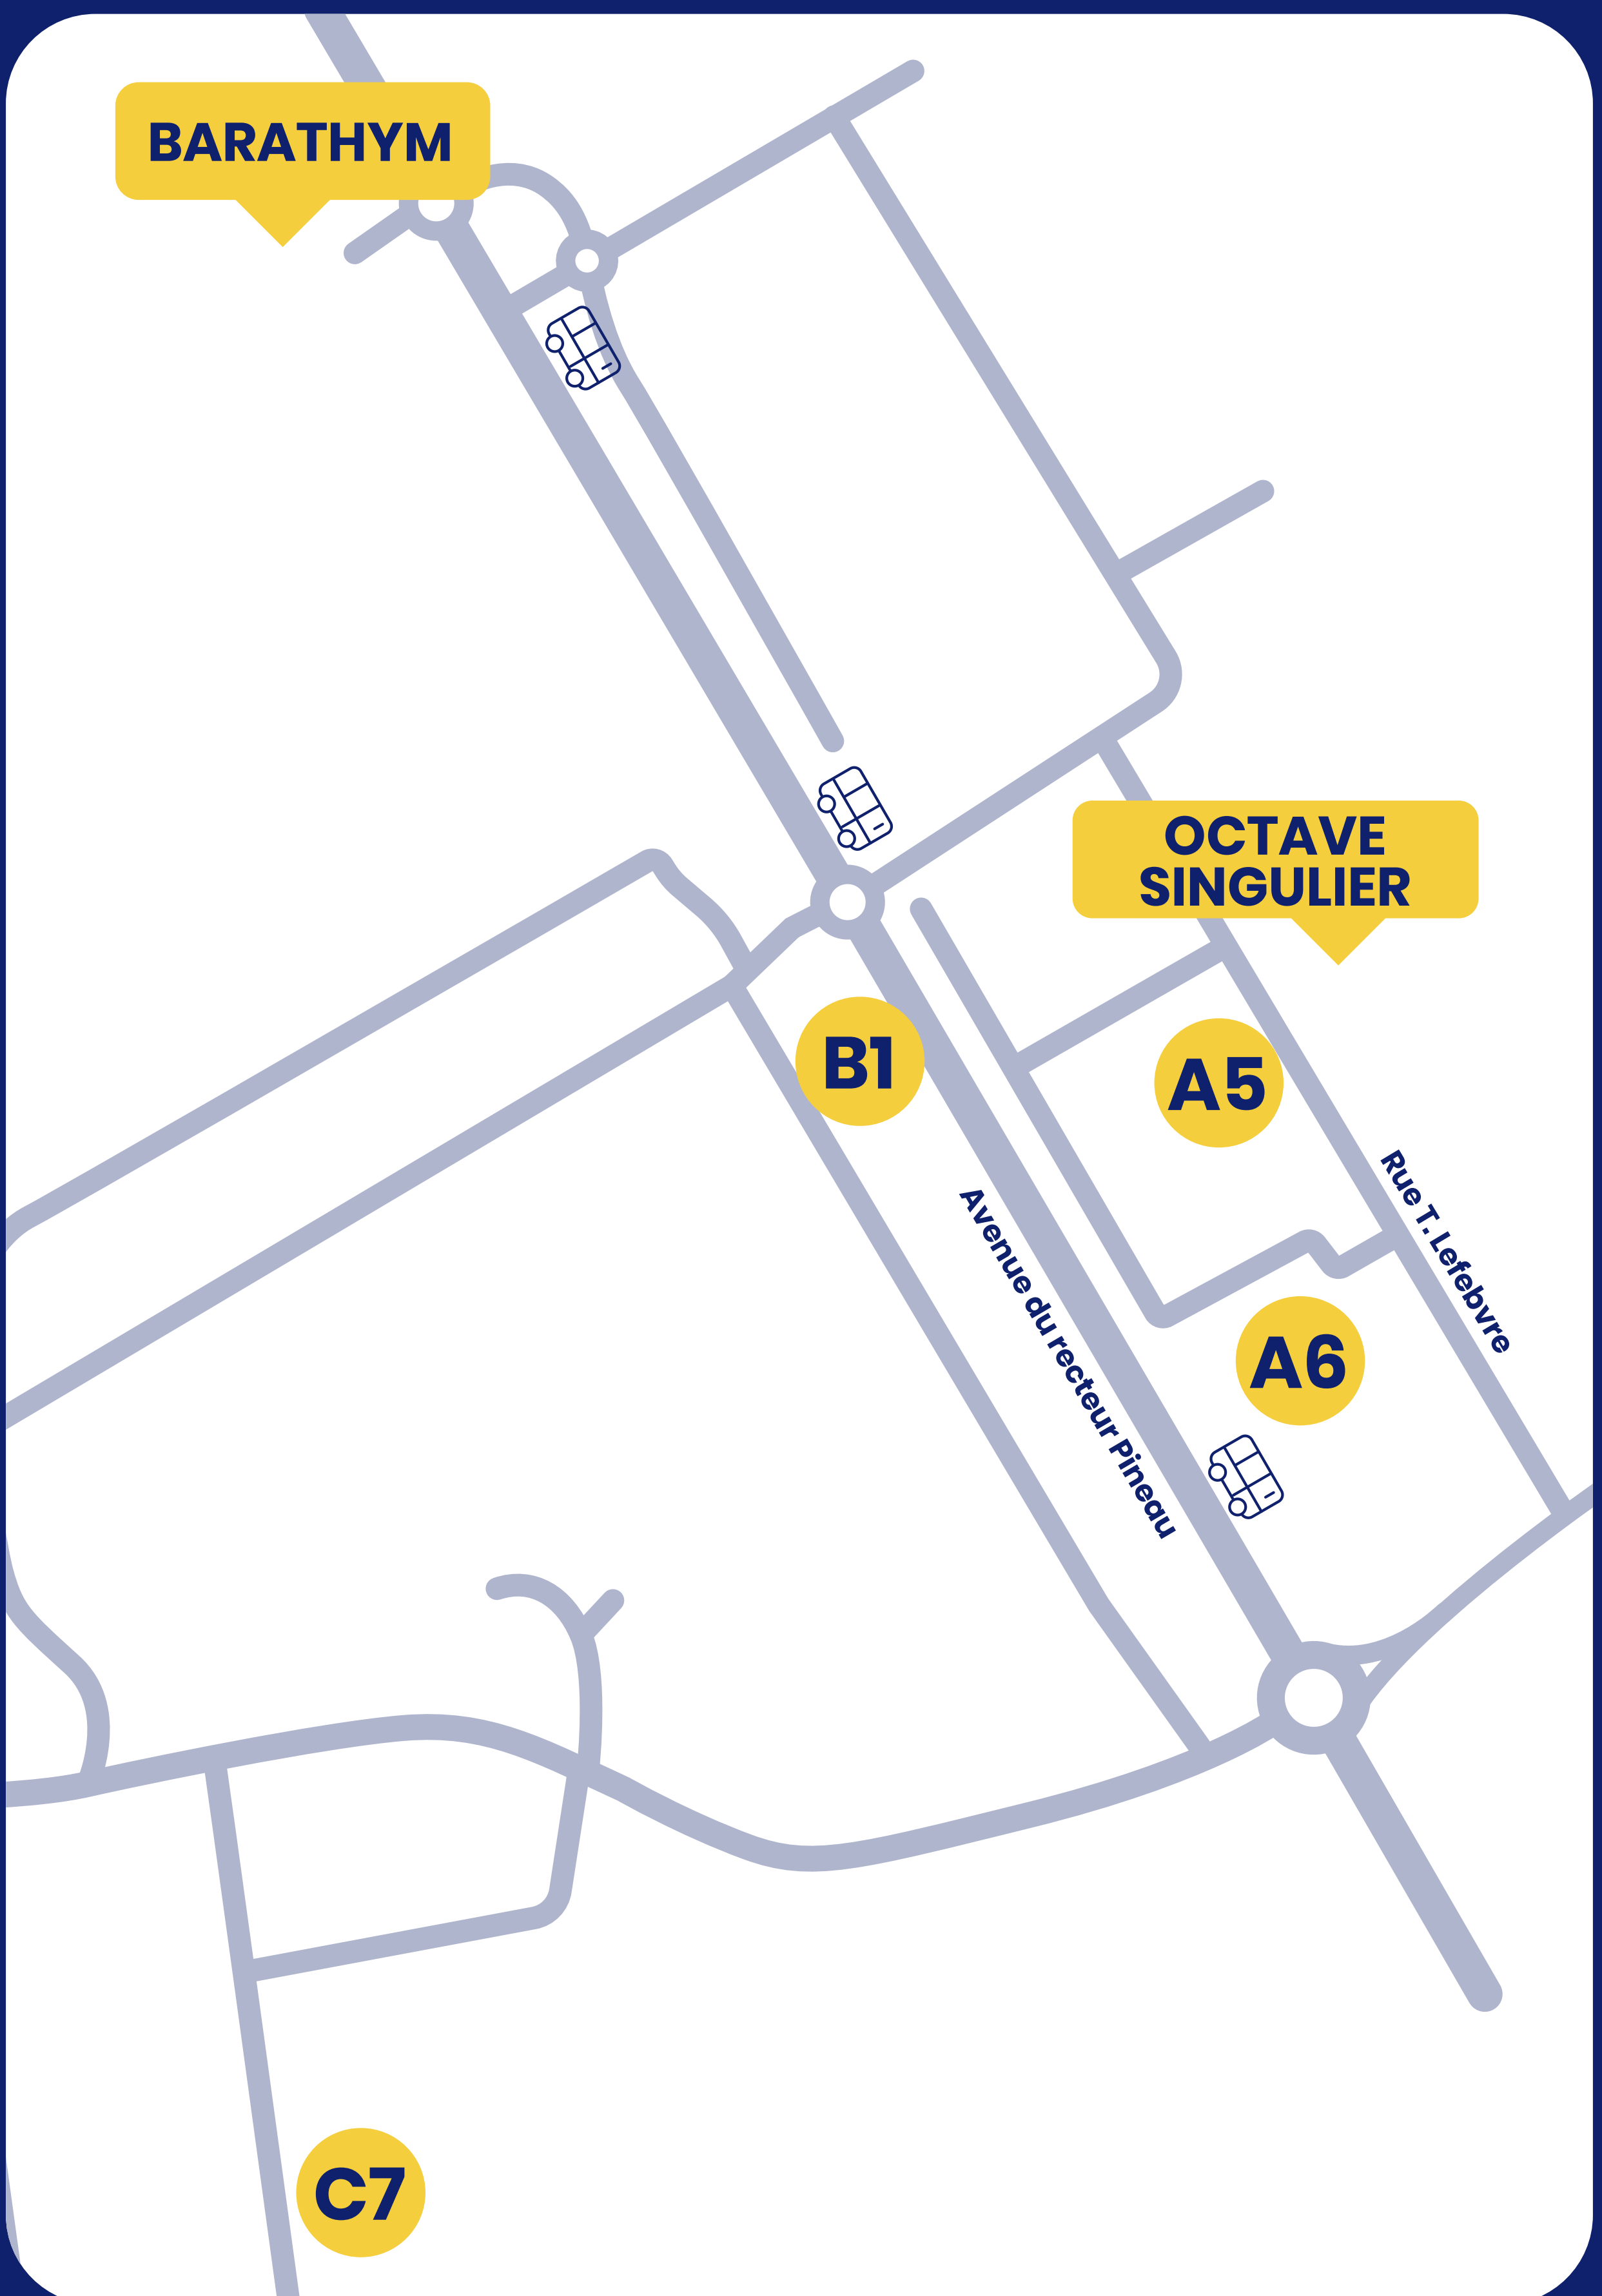 BARATHYM
OCTAVE
SINGULIER
B1
A5
Rue T. Lefebvre
Avenue du recteur Pineau
A6
C7